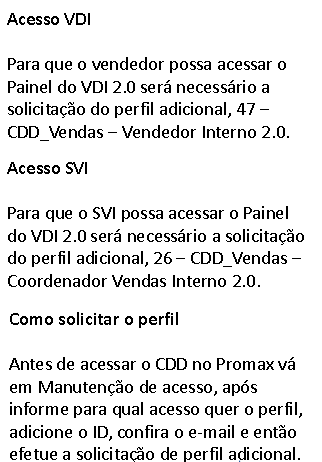 Acesso VDI
Para que o vendedor possa acessar o
Painel do VDI 2.0 será necessário a
solicitação do perfil adicional, 47 –
CDD_Vendas – Vendedor Interno 2.0.
Acesso SVI
Para que o SVI possa acessar o Painel
do VDI 2.0 será necessário a solicitação
do perfil adicional, 26 – CDD_Vendas –
Coordenador Vendas Interno 2.0.
Como solicitar o perfil
Antes de acessar o CDD no Promax vá
em Manutenção de acesso, após
informe para qual acesso quer o perfil,
adicione o ID, confira o e-mail e então
efetue a solicitação de perfil adicional.